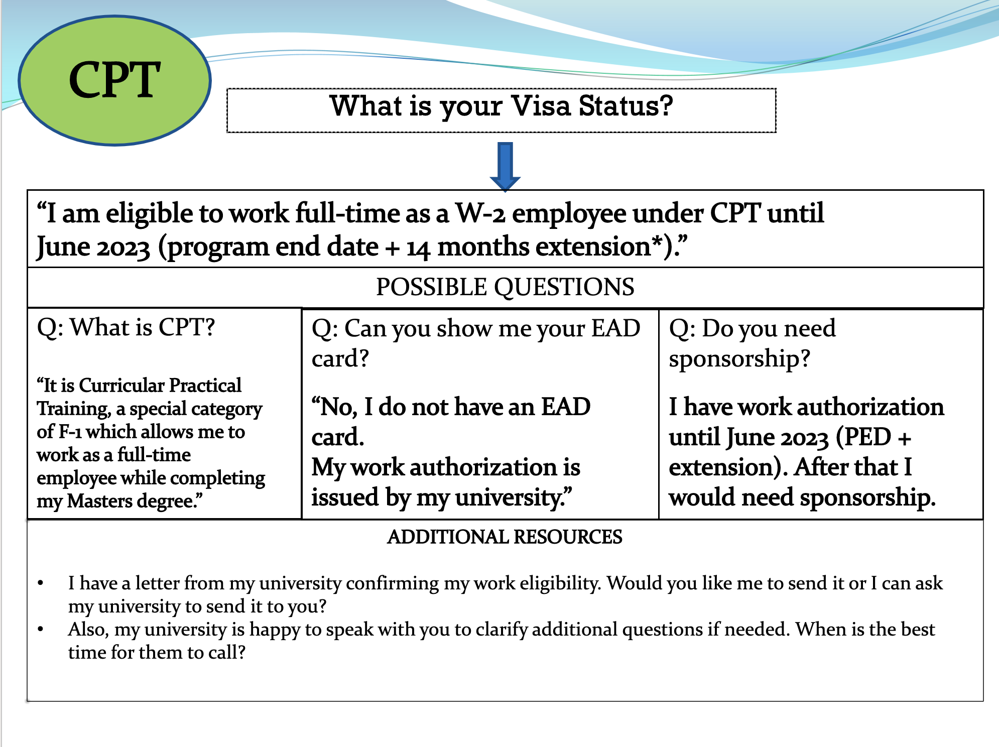 CPT
What is your Visa Status?
“I am eligible to work full-time as a W-2 employee under CPT until
June 2023 (program end date + 14 months extension*).”
POSSIBLE QUESTIONS
Q: What is CPT?
“It is Curricular Practical
Training, a special category
of F-1 which allows me to
work as a full-time
employee while completing
my Masters degree.”
Q: Can you show me your EAD
card?
“No, I do not have an EAD
card.
My work authorization is
issued by my university.”
Q: Do you need
sponsorship?
I have work authorization
until June 2023 (PED +
extension). After that I
would need sponsorship.
ADDITIONAL RESOURCES
• I have a letter from my university confirming my work eligibility. Would you like me to send it or I can ask
my university to send it to you?
• Also, my university is happy to speak with you to clarify additional questions if needed. When is the best
time for them to call?